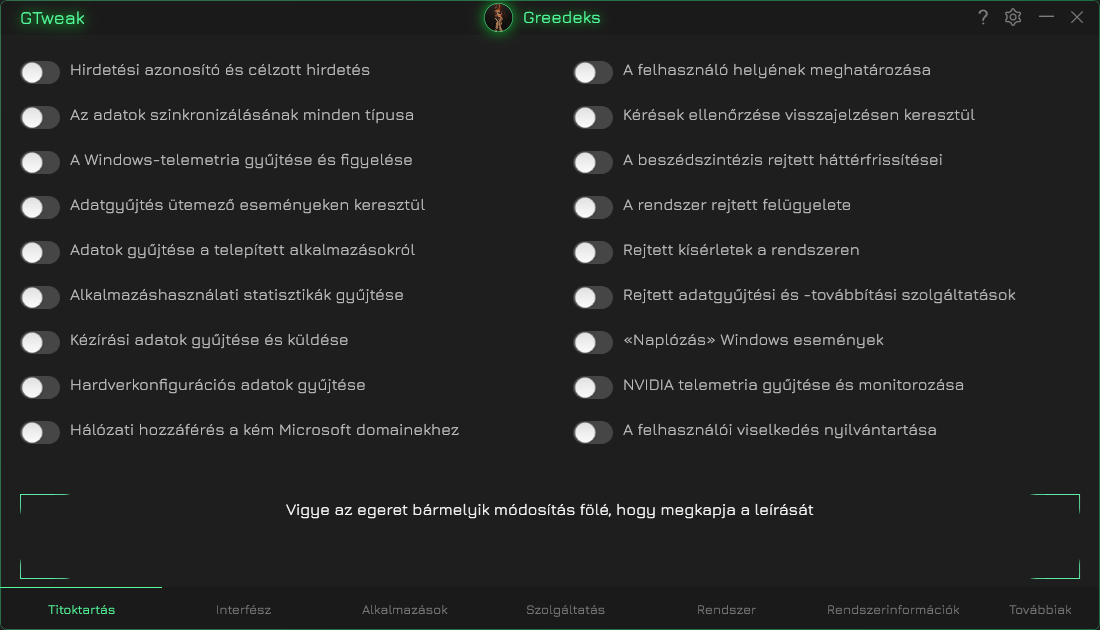 GTweak
Greedeks
?
Hirdetési azonosító és célzott hirdetés
Az adatok szinkronizálásának minden típusa
A Windows-telemetria gyűjtése és figyelése
Adatgyűjtés ütemező eseményeken keresztül
Adatok gyűjtése a telepített alkalmazásokról
Alkalmazáshasználati statisztikák gyűjtése
Kézírási adatok gyűjtése és küldése
Hardverkonfigurációs adatok gyűjtése
Hálózati hozzáférés a kém Microsoft domainekhez
A felhasználó helyének meghatározása
Kérések ellenőrzése visszajelzésen keresztül
A beszédszintézis rejtett háttérfrissítései
A rendszer rejtett felügyelete
Rejtett kísérletek a rendszeren
Rejtett adatgyűjtési és -továbbítási szolgáltatások
«Naplózás» Windows események
NVIDIA telemetria gyűjtése és monitorozása
A felhasználói viselkedés nyilvántartása
Vigye az egeret bármelyik módosítás fölé, hogy megkapja a leírását
Titoktartás
Interfész
Alkalmazások
Szolgáltatás
Rendszer
Rendszerinformációk
Továbbiak